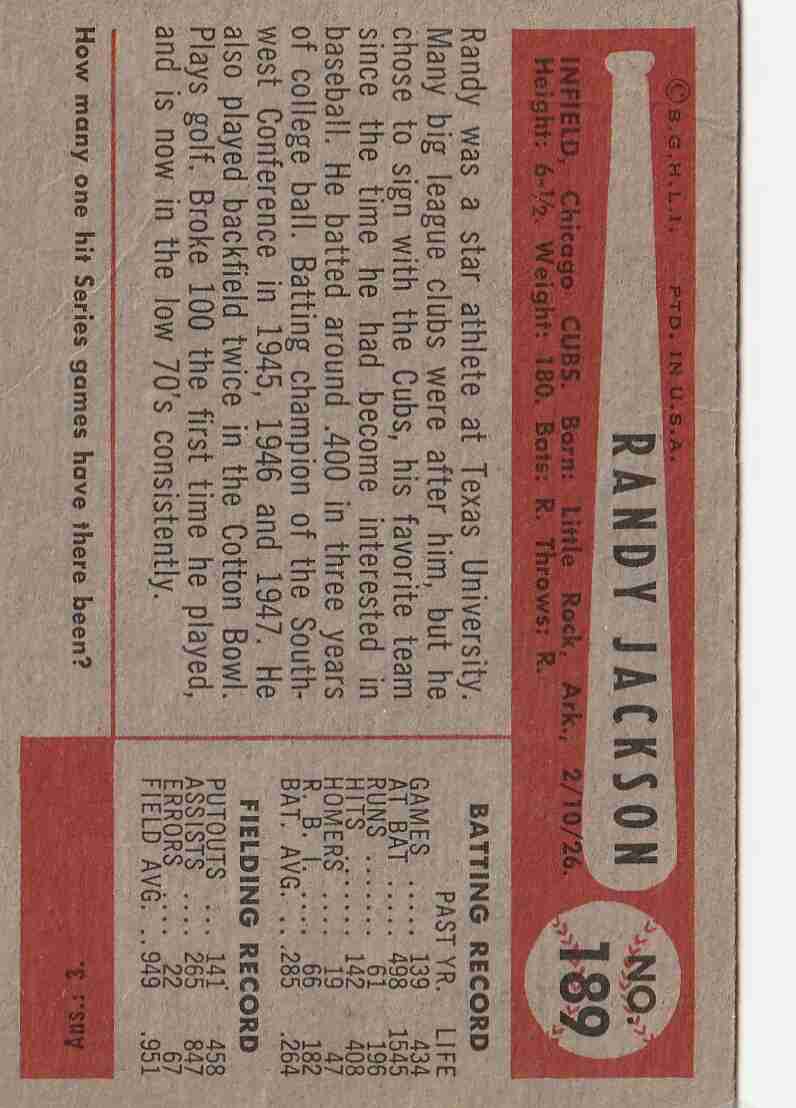 © B.G.H.L.I. PTD. IN U.S.A.
RANDY JACKSON
NO.
189
INFIELD, Chicago CUBS. Born: Little Rock, Ark., 2/10/26.
Height: 6-½. Weight: 180. Bats: R. Throws: R.
Randy was a star athlete at Texas University.
Many big league clubs were after him, but he
chose to sign with the Cubs, his favorite team
since the time he had become interested in
baseball. He batted around .400 in three years
of college ball. Batting champion of the South-
west Conference in 1945, 1946 and 1947. He
also played backfield twice in the Cotton Bowl.
Plays golf. Broke 100 the first time he played,
and is now in the low 70's consistently.
BATTING RECORD
PAST YR. LIFE
GAMES ..... 139 434
AT BAT .... 498 1545
RUNS ...... 61 196
HITS ...... 142 408
HOMERS .... 19 47
R. B. I. .... 66 182
BAT. AVG. .. .285 .264
FIELDING RECORD
PUTOUTS ... 141 458
ASSISTS .... 265 847
ERRORS .... 22 67
FIELD AVG. .. .949 .951
How many one hit Series games have there been?
Ans.: 3.